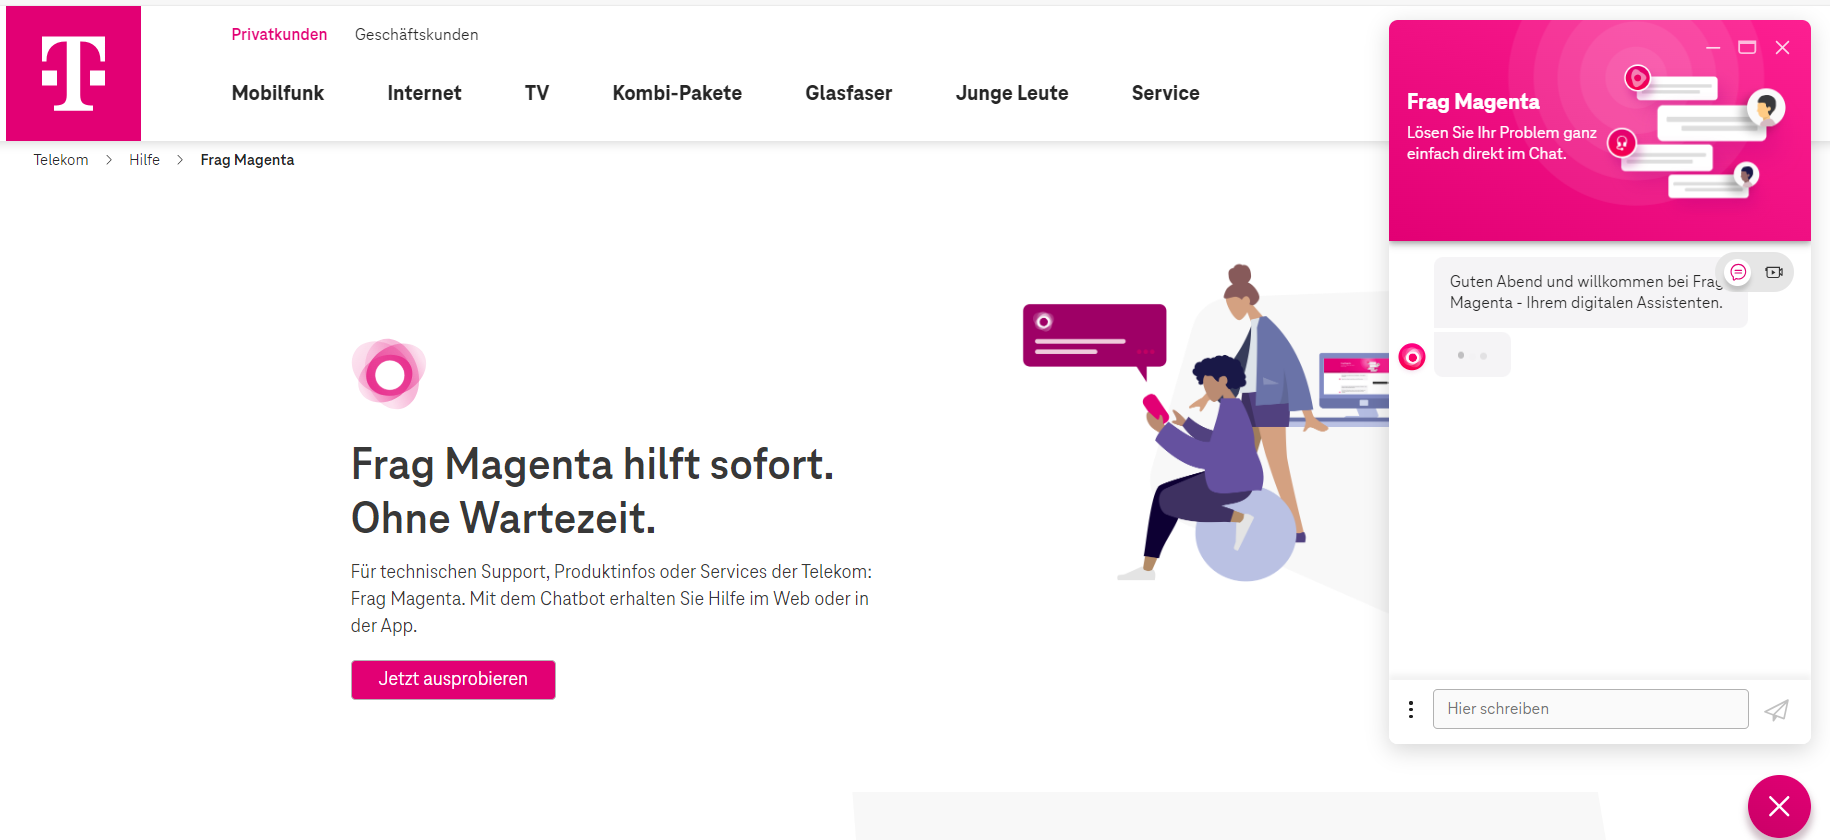 Privatkunden Geschäftskunden
Mobilfunk Internet TV Kombi-Pakete Glasfaser Junge Leute Service
Telekom Hilfe Frag Magenta
Frag Magenta hilft sofort.
Ohne Wartezeit.
Für technischen Support, Produktinfos oder Services der Telekom:
Frag Magenta. Mit dem Chatbot erhalten Sie Hilfe im Web oder in
der App.
Jetzt ausprobieren
Frag Magenta
Lösen Sie Ihr Problem ganz
einfach direkt im Chat.
Guten Abend und willkommen bei Frag
Magenta - Ihrem digitalen Assistenten.
Hier schreiben